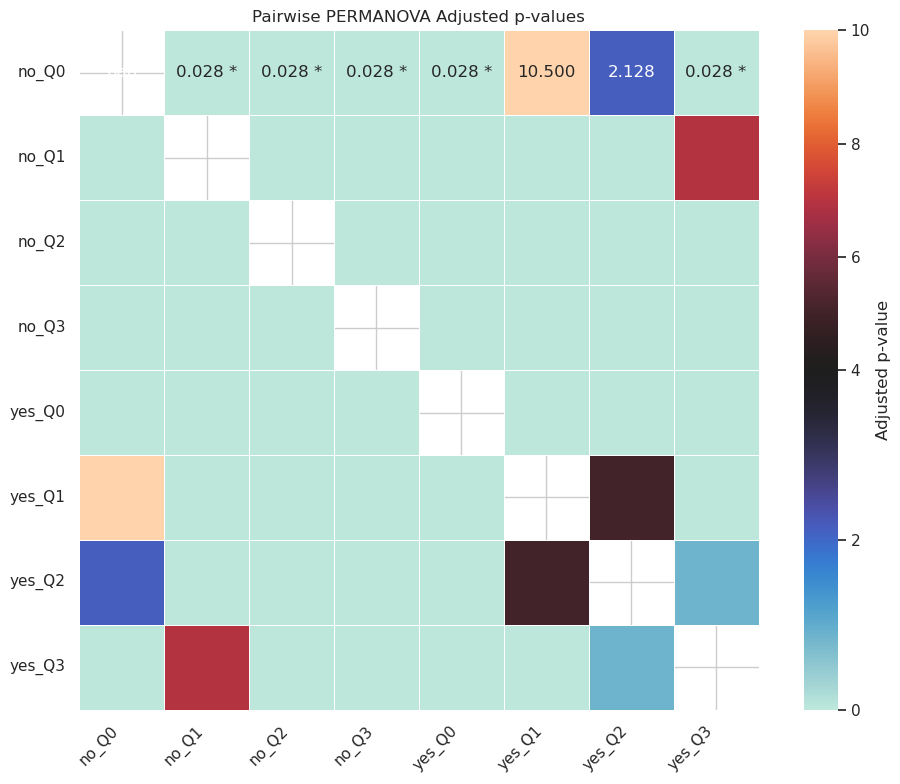 Pairwise PERMANOVA Adjusted p-values
no_Q0
0.028 *
0.028 *
0.028 *
0.028 *
10.500
2.128
0.028 *
no_Q1
no_Q2
no_Q3
yes_Q0
yes_Q1
yes_Q2
yes_Q3
no_Q0
no_Q1
no_Q2
no_Q3
yes_Q0
yes_Q1
yes_Q2
yes_Q3
10
8
6
4
2
0
Adjusted p-value